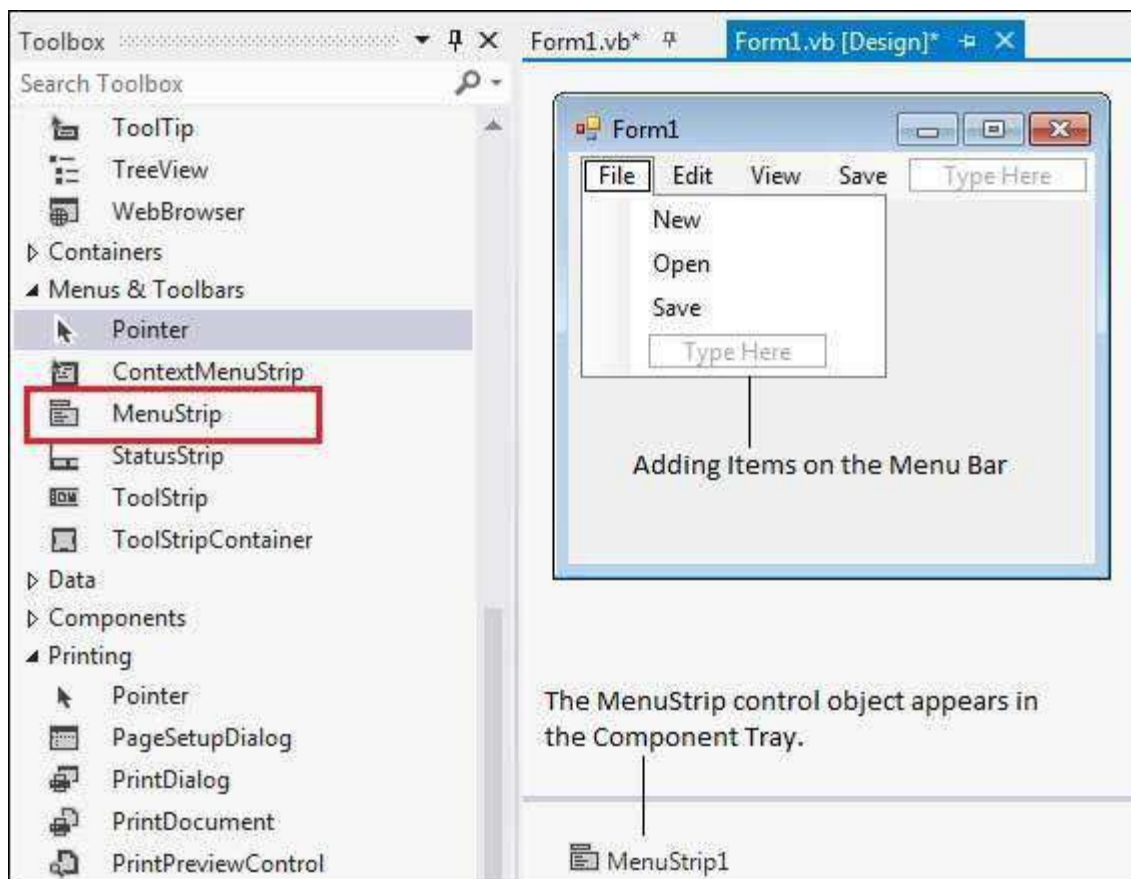 Toolbox
Search Toolbox
ToolTip
TreeView
WebBrowser
Containers
Menus & Toolbars
Pointer
ContextMenuStrip
MenuStrip
StatusStrip
ToolStrip
ToolStripContainer
Data
Components
Printing
Pointer
PageSetupDialog
PrintDialog
PrintDocument
PrintPreviewControl
Form1.vb* Form1.vb [Design]*
Form1
File Edit View Save Type Here
New
Open
Save
Type Here
Adding Items on the Menu Bar
The MenuStrip control object appears in
the Component Tray.
MenuStrip1